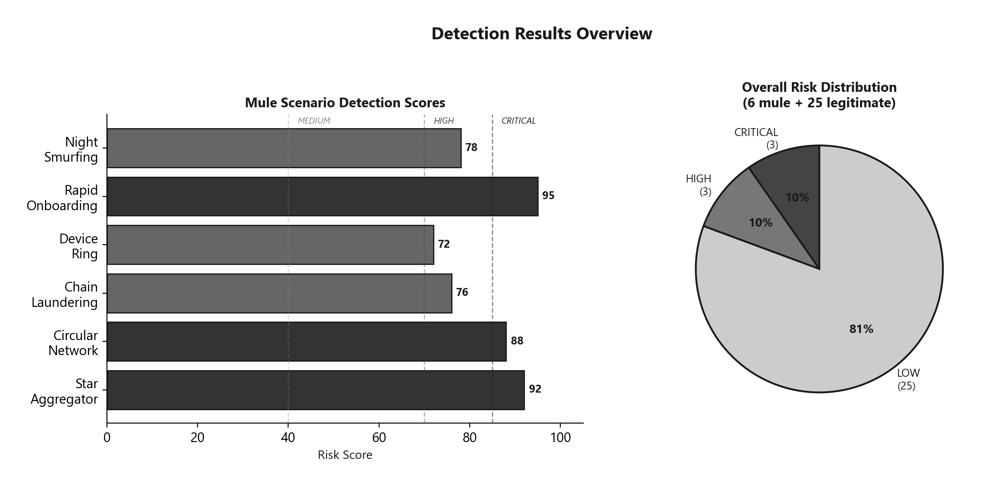 Detection Results Overview
Mule Scenario Detection Scores
MEDIUM
HIGH
CRITICAL
Night
Smurfing
78
Rapid
Onboarding
95
Device
Ring
72
Chain
Laundering
76
Circular
Network
88
Star
Aggregator
92
0
20
40
60
80
100
Risk Score
Overall Risk Distribution
(6 mule + 25 legitimate)
CRITICAL
(3)
HIGH
(3)
10%
10%
81%
LOW
(25)